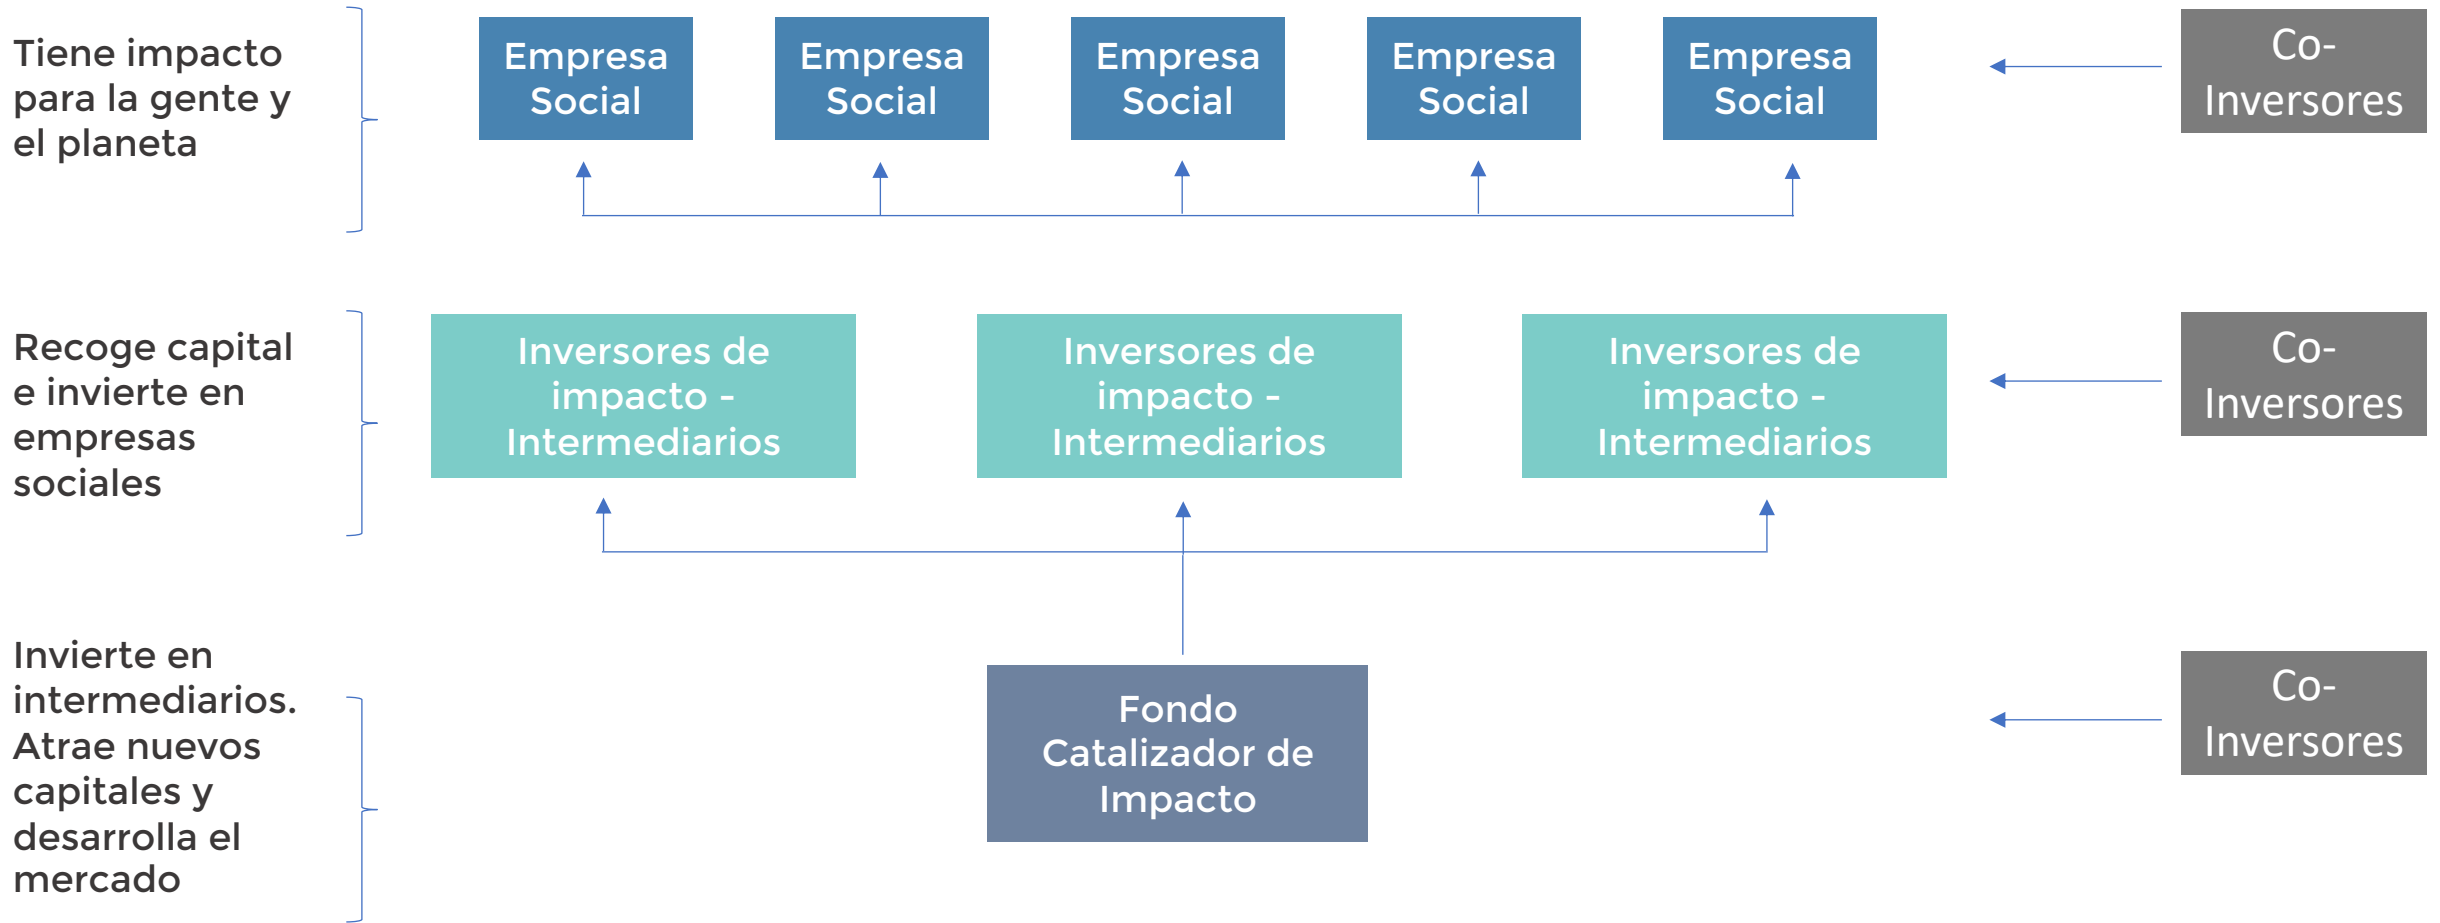 Tiene impacto
para la gente y
el planeta
Empresa
Social
Empresa
Social
Empresa
Social
Empresa
Social
Empresa
Social
Co-
Inversores
Recoge capital
e invierte en
empresas
sociales
Inversores de
impacto -
Intermediarios
Inversores de
impacto -
Intermediarios
Inversores de
impacto -
Intermediarios
Co-
Inversores
Invierte en
intermediarios.
Atrae nuevos
capitales y
desarrolla el
mercado
Fondo
Catalizador de
Impacto
Co-
Inversores